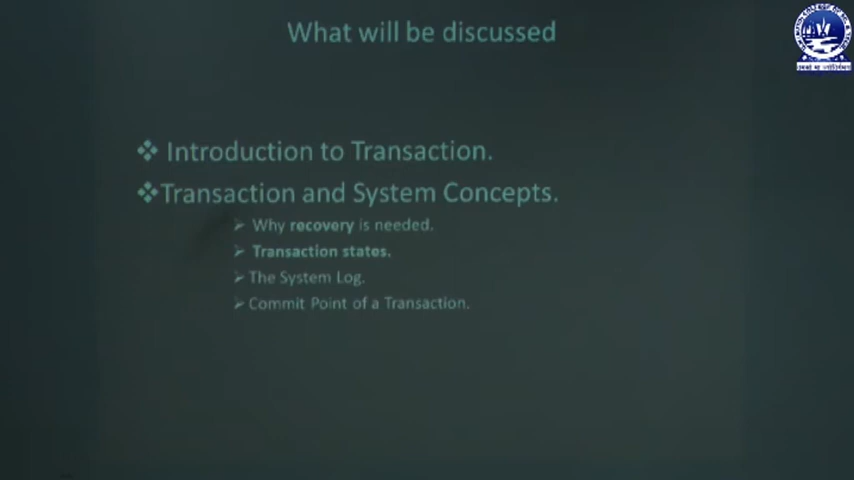 What will be discussed
❖ Introduction to Transaction.
❖Transaction and System Concepts.
➢ Why recovery is needed.
➢ Transaction states.
➢ The System Log.
➢ Commit Point of a Transaction.